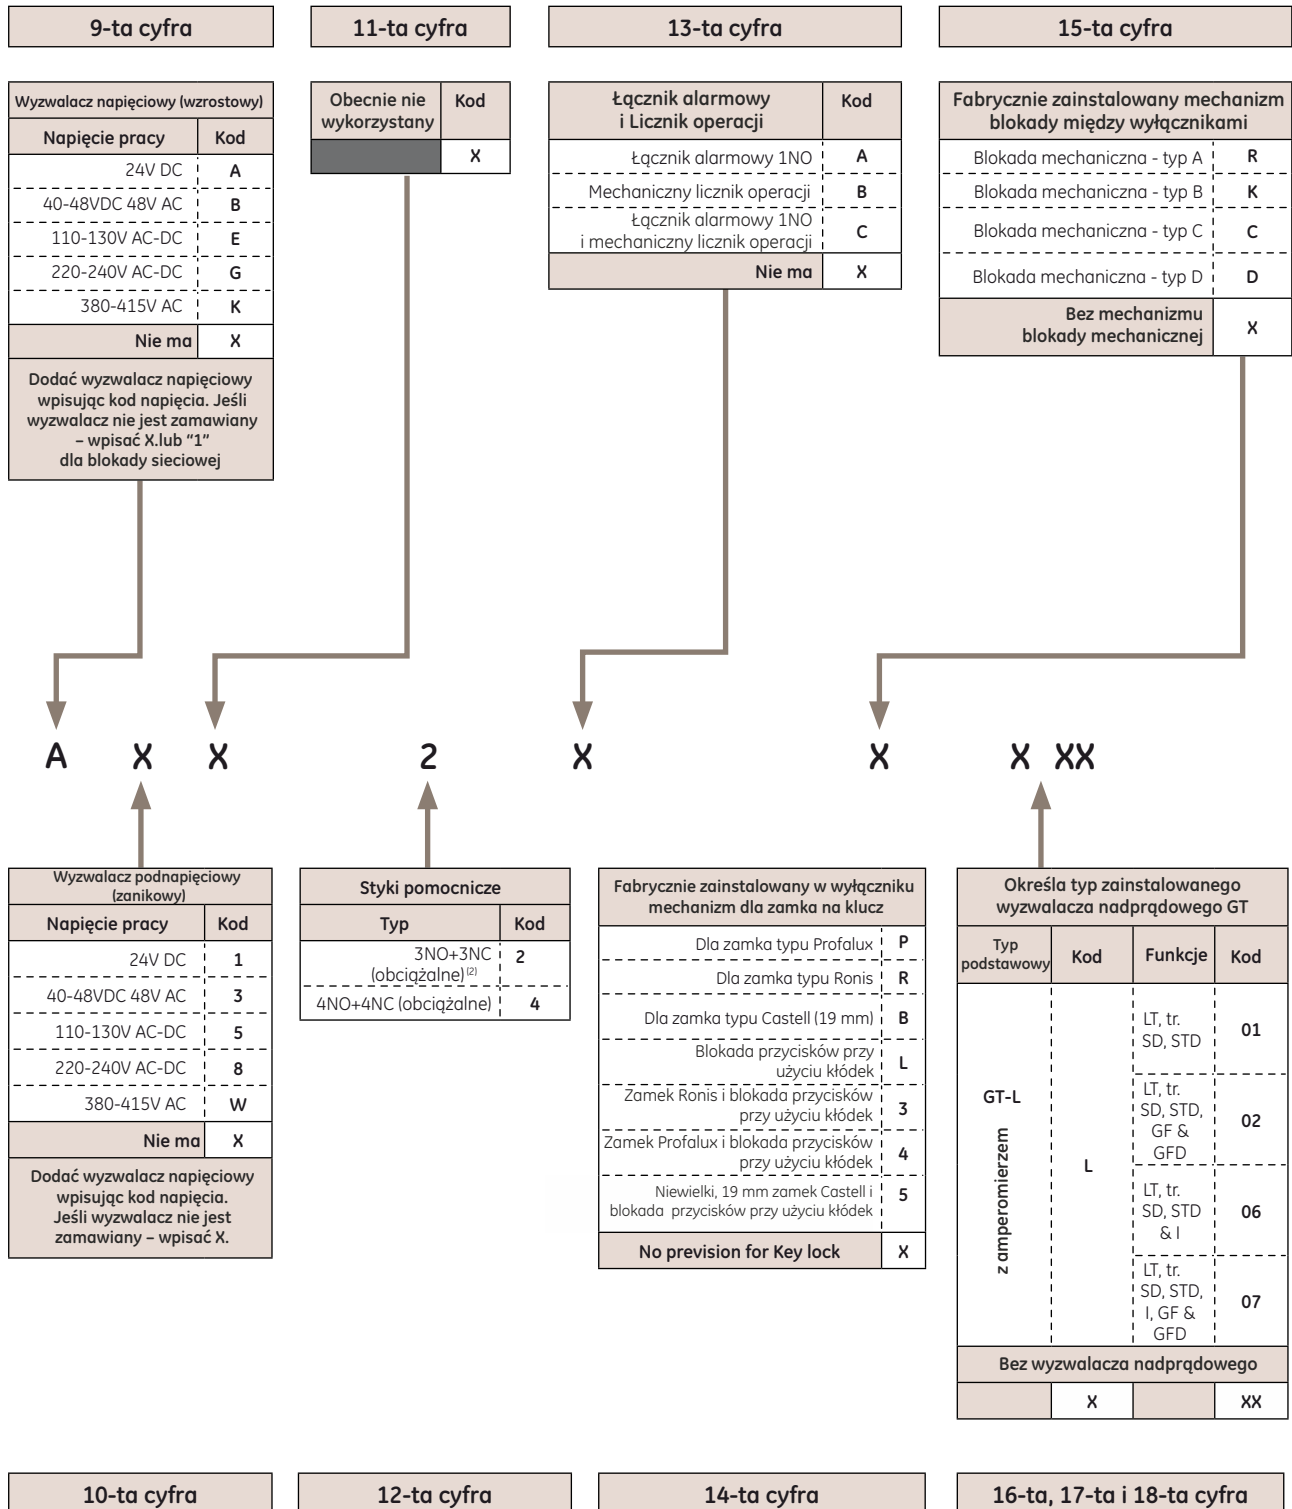 9-ta cyfra
11-ta cyfra
13-ta cyfra
15-ta cyfra
Wyzwalacz napięciowy (wzrostowy)
Napięcie pracy Kod
24V DC A
40-48VDC 48V AC B
110-130V AC-DC E
220-240V AC-DC G
380-415V AC K
Nie ma X
Dodać wyzwalacz napięciowy
wpisując kod napięcia. Jeśli
wyzwalacz nie jest zamawiany
– wpisać X.lub “1”
dla blokady sieciowej
Obecnie nie Kod
wykorzystany
X
Łącznik alarmowy Kod
i Licznik operacji
Łącznik alarmowy 1NO A
Mechaniczny licznik operacji B
Łącznik alarmowy 1NO
i mechaniczny licznik operacji C
Nie ma X
Fabrycznie zainstalowany mechanizm
blokady między wyłącznikami
Blokada mechaniczna - typ A R
Blokada mechaniczna - typ B K
Blokada mechaniczna - typ C C
Blokada mechaniczna - typ D D
Bez mechanizmu
blokady mechanicznej X
A X X 2 X X X XX
Wyzwalacz podnapięciowy
(zanikowy)
Napięcie pracy Kod
24V DC 1
40-48VDC 48V AC 3
110-130V AC-DC 5
220-240V AC-DC 8
380-415V AC W
Nie ma X
Dodać wyzwalacz napięciowy
wpisując kod napięcia.
Jeśli wyzwalacz nie jest
zamawiany – wpisać X.
Styki pomocnicze
Typ Kod
3NO+3NC 2
(obciążalne)(2)
4NO+4NC (obciążalne) 4
Fabrycznie zainstalowany w wyłączniku
mechanizm dla zamka na klucz
Dla zamka typu Profalux P
Dla zamka typu Ronis R
Dla zamka typu Castell (19 mm) B
Blokada przycisków przy
użyciu kłódek L
Zamek Ronis i blokada przycisków
przy użyciu kłódek 3
Zamek Profalux i blokada przycisków
przy użyciu kłódek 4
Niewielki, 19 mm zamek Castell i 5
blokada przycisków przy użyciu kłódek
No prevision for Key lock X
Określa typ zainstalowanego
wyzwalacza nadprądowego GT
Typ
podstawowy Kod Funkcje Kod
GT-L
z amperomierzem
L
LT, tr.
SD, STD 01
LT, tr.
SD, STD,
GF & 02
GFD
LT, tr.
SD, STD 06
& I
LT, tr.
SD, STD,
I, GF & 07
GFD
Bez wyzwalacza nadprądowego
X XX
10-ta cyfra
12-ta cyfra
14-ta cyfra
16-ta, 17-ta i 18-ta cyfra